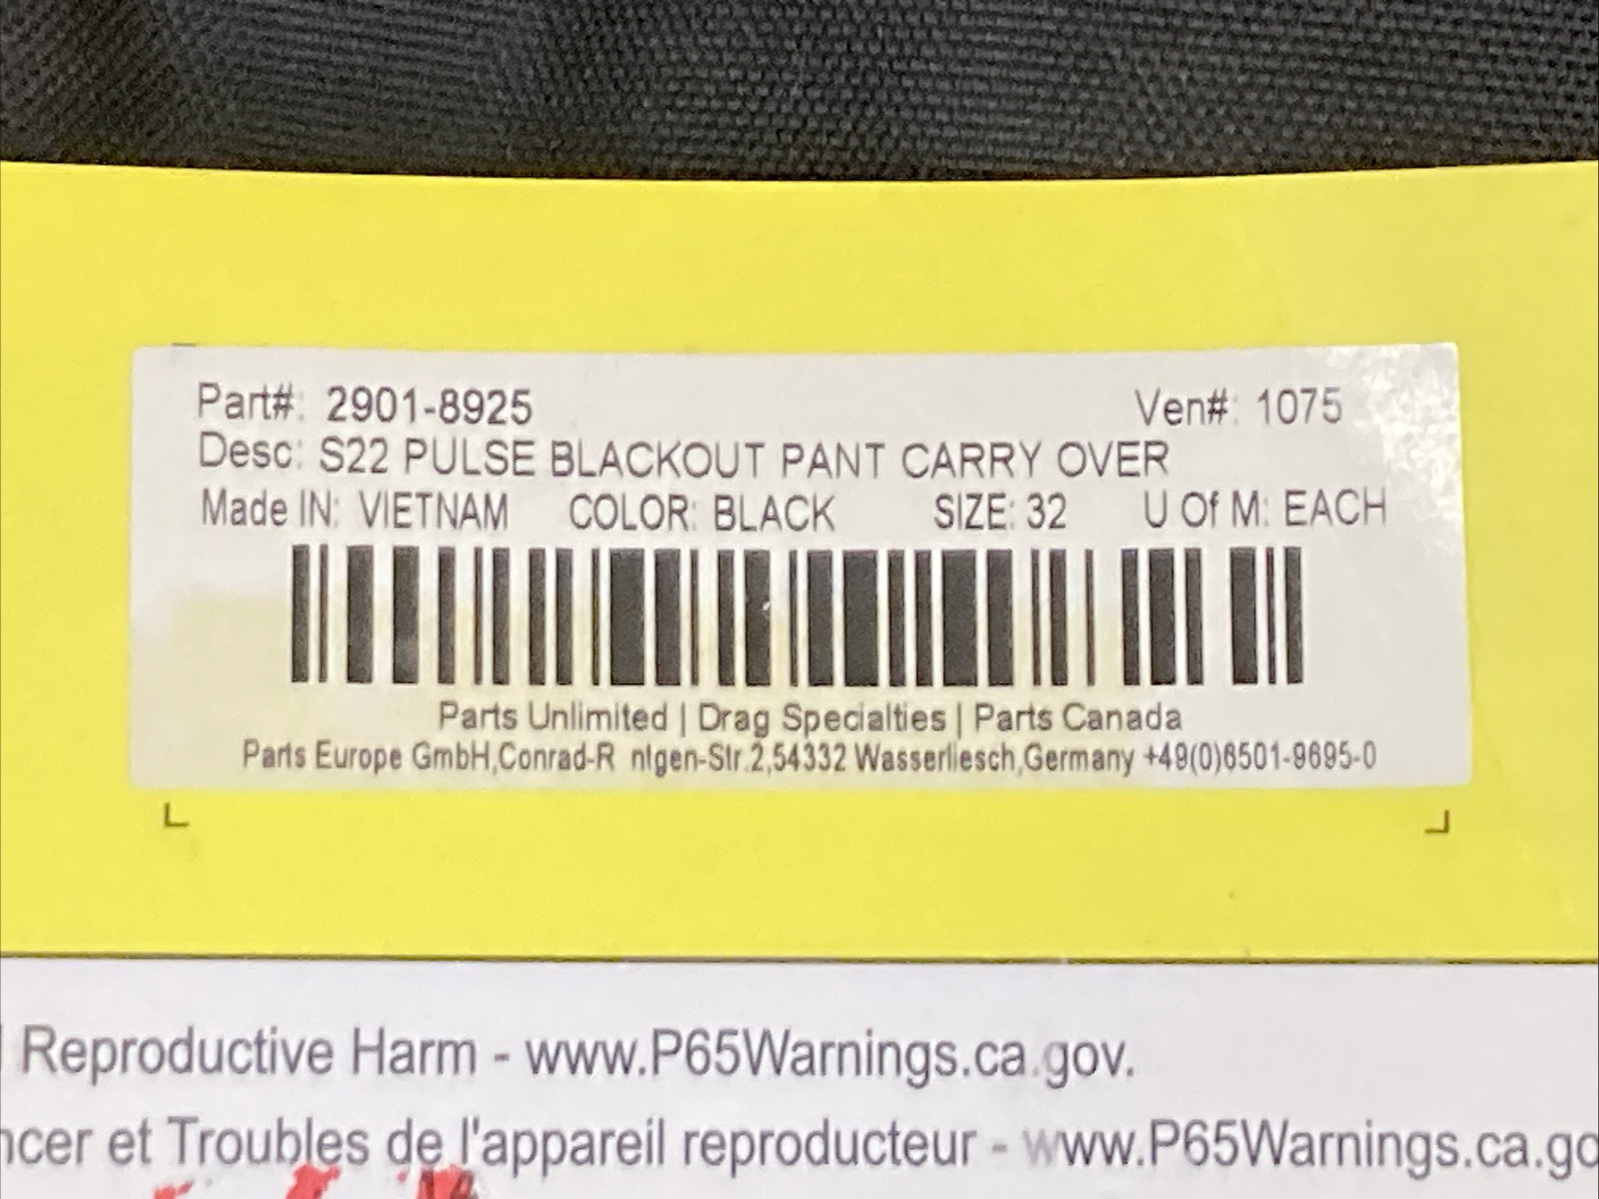 Part#: 2901-8925 Ven#: 1075
Desc: S22 PULSE BLACKOUT PANT CARRY OVER
Made IN: VIETNAM COLOR: BLACK SIZE: 32 U Of M: EACH
Parts Unlimited | Drag Specialties | Parts Canada
Parts Europe GmbH,Conrad-R ntgen-Str.2,54332 Wasserliesch,Germany +49(0)6501-9695-0
Reproductive Harm - www.P65Warnings.ca.gov.
ncer et Troubles de l'appareil reproducteur - www.P65Warnings.ca.go